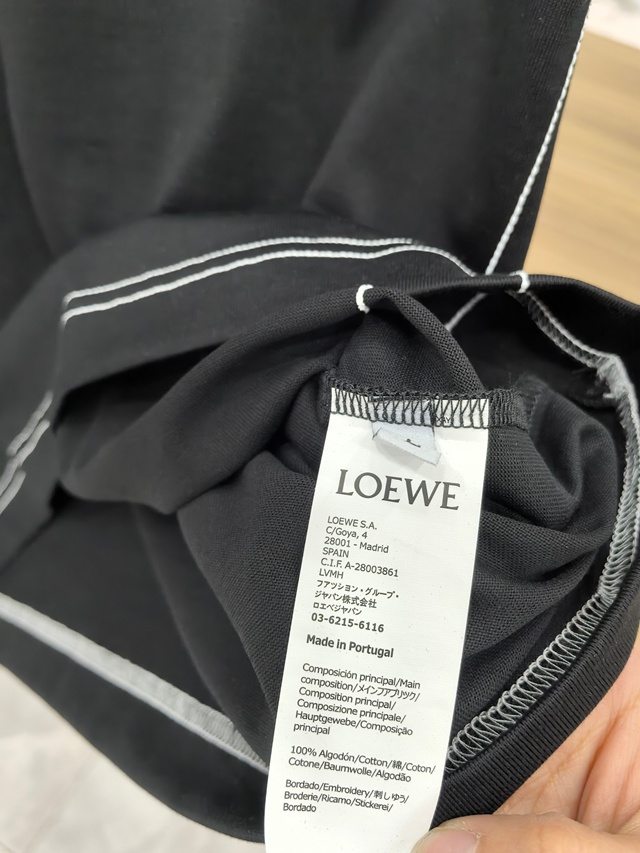 L
LOEWE
LOEWE S.A.
C/Goya, 4
28001 - Madrid
SPAIN
C.I.F. A-28003861
LVMH
ファッション・グループ・
ジャパン株式会社
ロエベジャパン
03-6215-6116
Made in Portugal
Composición principal/Main
composition/メインファブリック/
Composition principal/
Composizione principale/
Hauptgewebe/Composição
principal
100% Algodón/Cotton/綿/Coton/
Cotone/Baumwolle/Algodão
Bordado/Embroidery/刺しゅう/
Broderie/Ricamo/Stickerei/
Bordado